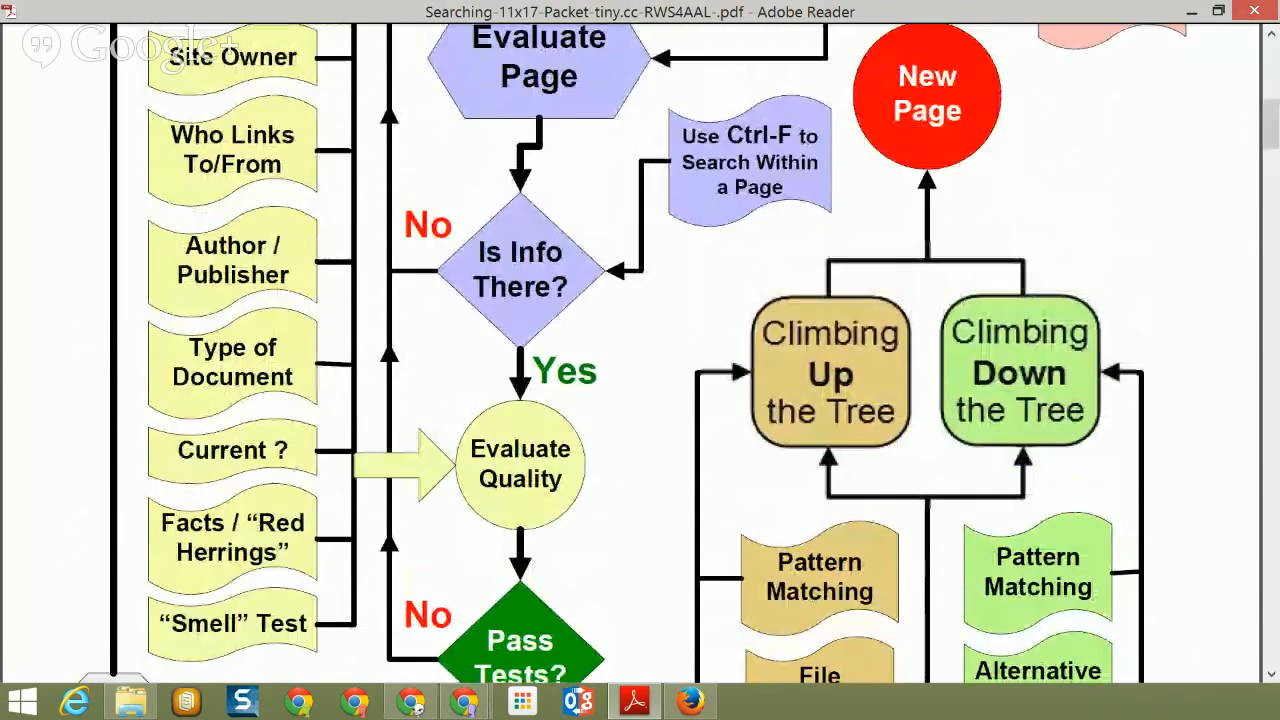 Searching-11x17-Packet-tiny.cc-RWS4AAL-.pdf - Adobe Reader
Google+
Site Owner
Who Links
To/From
Author /
Publisher
Type of
Document
Current ?
Facts / “Red
Herrings”
“Smell” Test
Evaluate
Page
Use Ctrl-F to
Search Within
a Page
No
Is Info
There?
Yes
Evaluate
Quality
No
Pass
Tests?
New
Page
Climbing
Up
the Tree
Climbing
Down
the Tree
Pattern
Matching
File
Pattern
Matching
Alternative